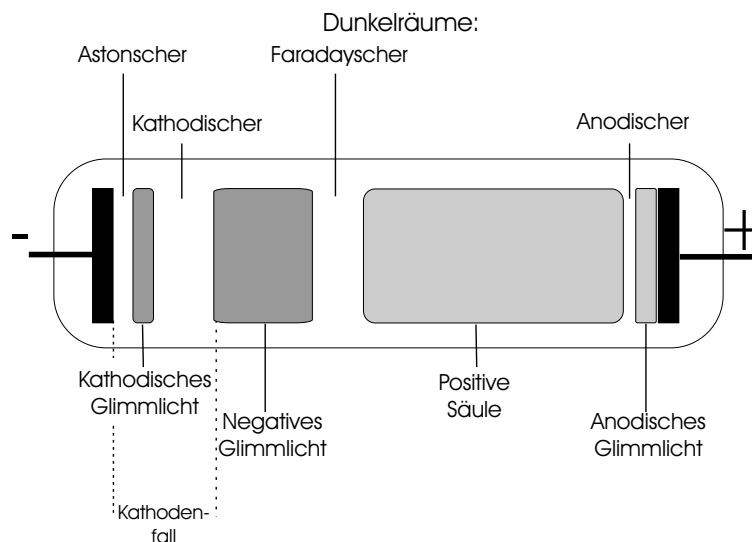 Dunkelräume:
Astonscher
Faradayscher
Kathodischer
Anodischer
-
+
Kathodisches
Glimmlicht
Negatives
Glimmlicht
Positive
Säule
Anodisches
Glimmlicht
Kathoden-
fall